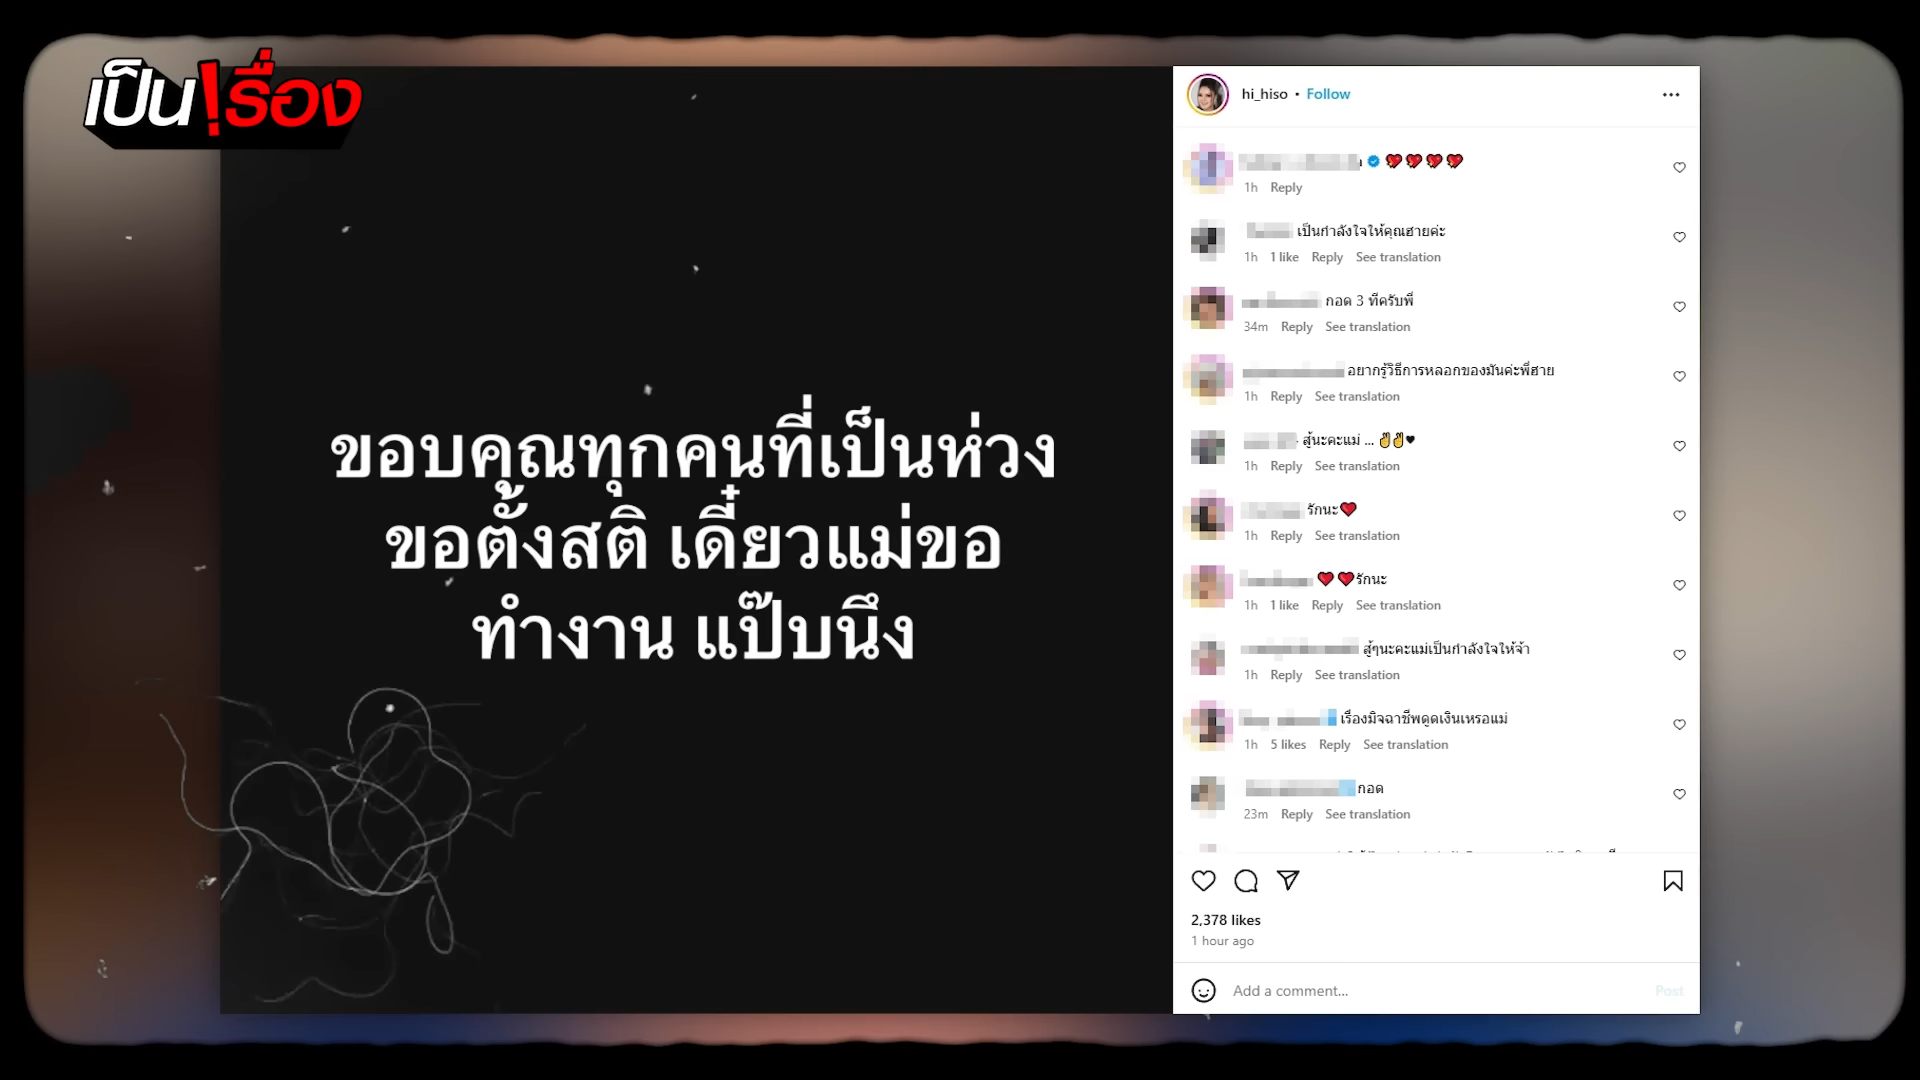 เป็น!เรื่อง
ขอบคุณทุกคนที่เป็นห่วง
ขอตั้งสติ เดี๋ยวแม่ขอ
ทำงาน แป๊บนึง
hi_hiso • Follow
💘💘💘💘
1h Reply
เป็นกำลังใจให้คุณฮายค่ะ
1h 1 like Reply See translation
กอด 3 ทีครับพี่
34m Reply See translation
อยากรู้วิธีการหลอกของมันค่ะพี่ฮาย
1h Reply See translation
สู้นะคะแม่ ... ✌️✌️♥
1h Reply See translation
รักนะ❤️
1h Reply See translation
❤️❤️รักนะ
1h 1 like Reply See translation
สู้ๆนะคะแม่เป็นกำลังใจให้จ้า
1h Reply See translation
เรื่องมิจฉาชีพดูดเงินเหรอแม่
1h 5 likes Reply See translation
กอด
23m Reply See translation
2,378 likes
1 hour ago
Add a comment...
Post